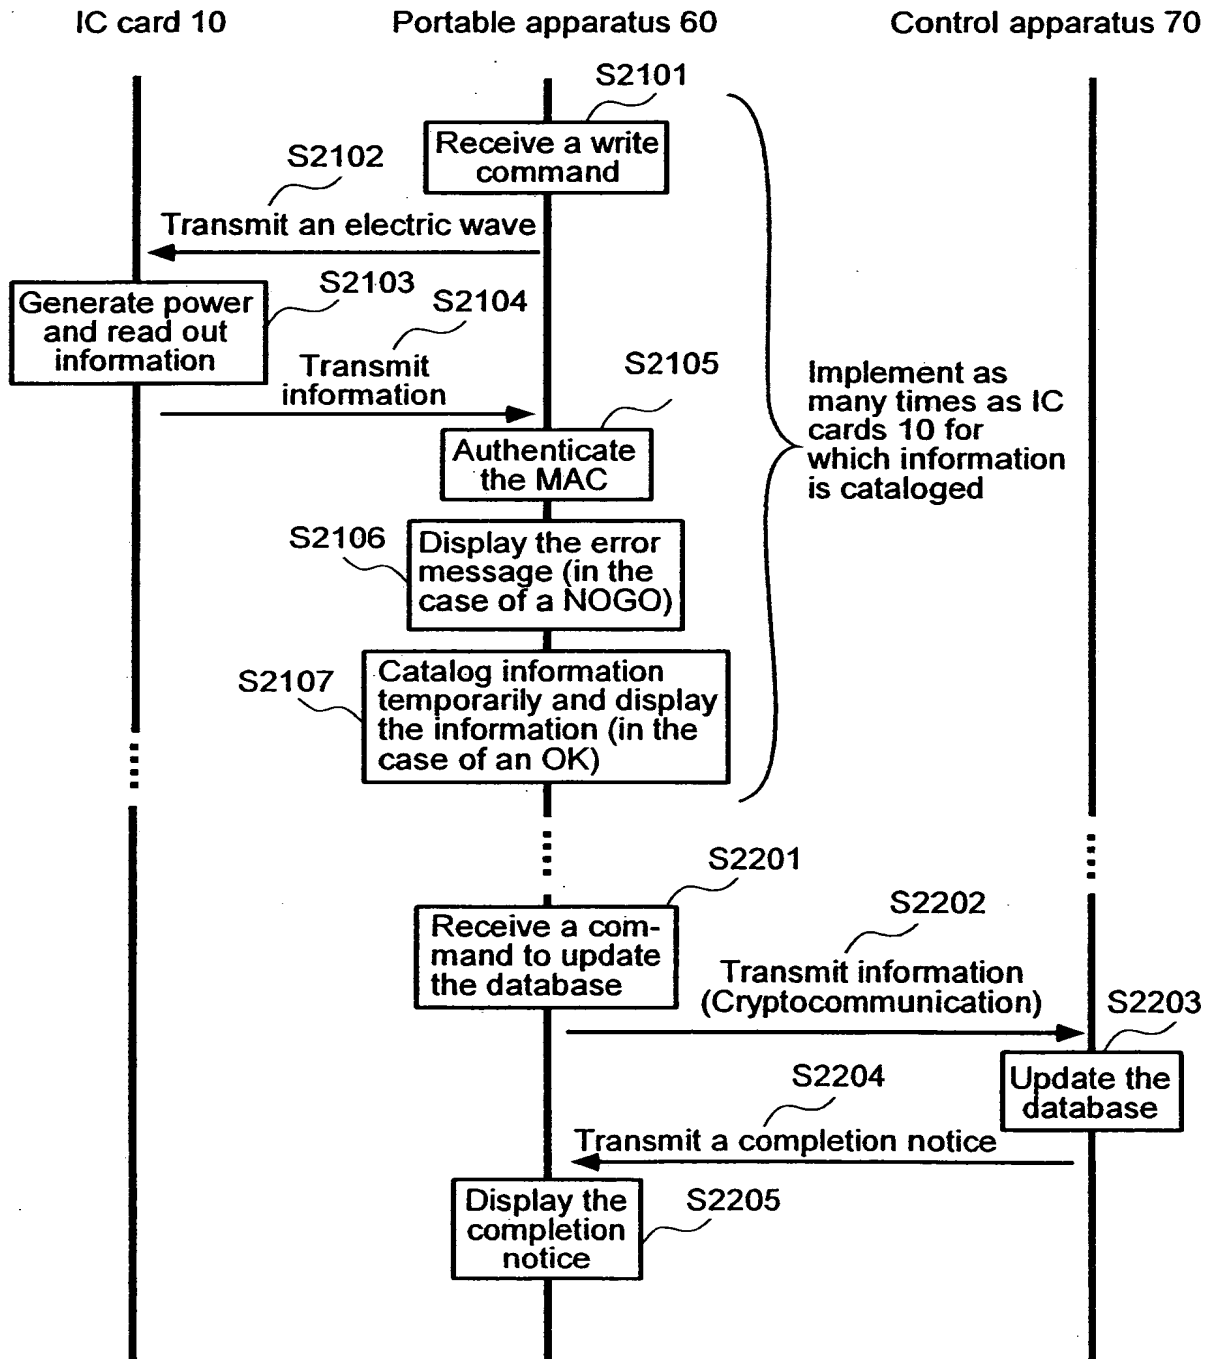 IC card 10
Portable apparatus 60
Control apparatus 70
S2101
Receive a write
command
S2102
Transmit an electric wave
S2103
Generate power
and read out
information
S2104
Transmit
information
S2105
Authenticate
the MAC
Implement as
many times as IC
cards 10 for
which information
is cataloged
S2106
Display the error
message (in the
case of a NOGO)
S2107
Catalog information
temporarily and display
the information (in the
case of an OK)
S2201
Receive a com-
mand to update
the database
S2202
Transmit information
(Cryptocommunication)
S2203
Update the
database
S2204
Transmit a completion notice
S2205
Display the
completion
notice